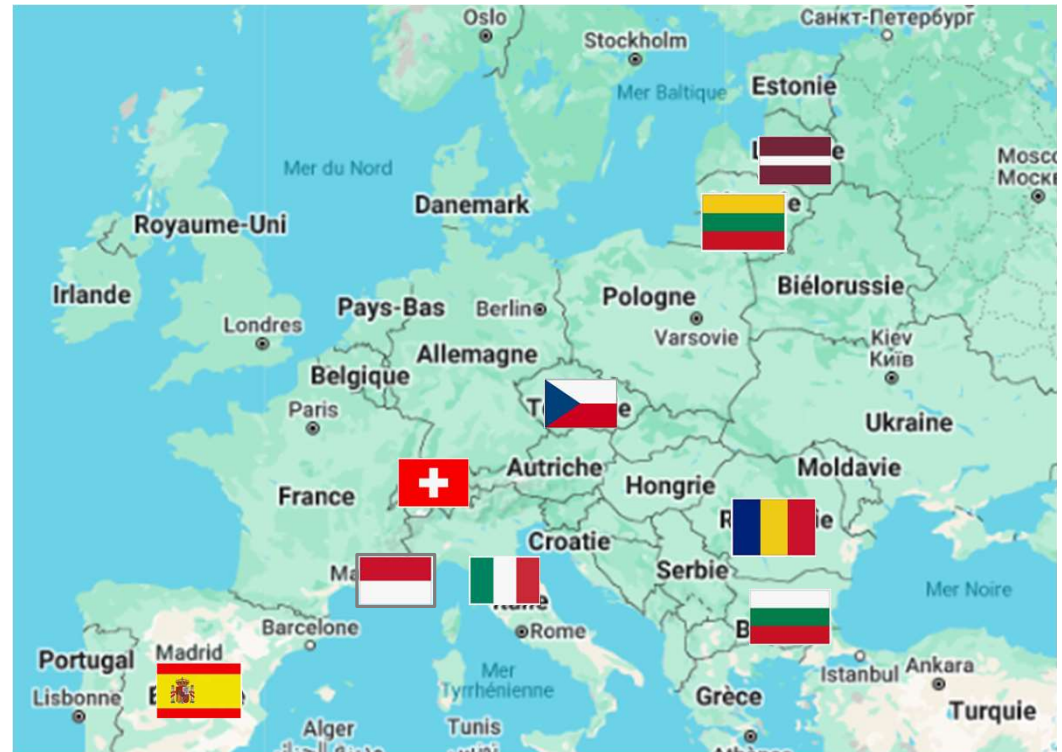 Oslo
Санкт-Петербург
Stockholm
Estonie
Mer Baltique
Mer du Nord
Moscou
Москва
Danemark
Royaume-Uni
Biélorussie
Irlande
Pays-Bas
Berlin
Pologne
Londres
Varsovie
Kiev
Київ
Allemagne
Belgique
Paris
Ukraine
Autriche
Moldavie
Hongrie
France
Croatie
Serbie
Mer Noire
Barcelone
Rome
Madrid
Portugal
Istanbul
Ankara
Lisbonne
Mer
Tyrrhénienne
Grèce
Turquie
Alger
Tunis